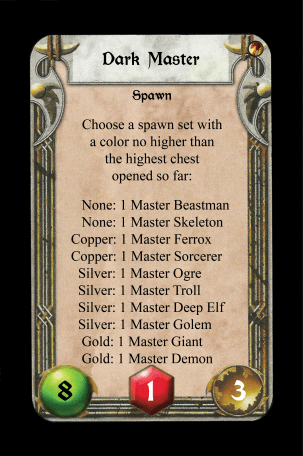 Dark Master
Spawn
Choose a spawn set with
a color no higher than
the highest chest
opened so far:
None: 1 Master Beastman
None: 1 Master Skeleton
Copper: 1 Master Ferrox
Copper: 1 Master Sorcerer
Silver: 1 Master Ogre
Silver: 1 Master Troll
Silver: 1 Master Deep Elf
Silver: 1 Master Golem
Gold: 1 Master Giant
Gold: 1 Master Demon
8 1 3